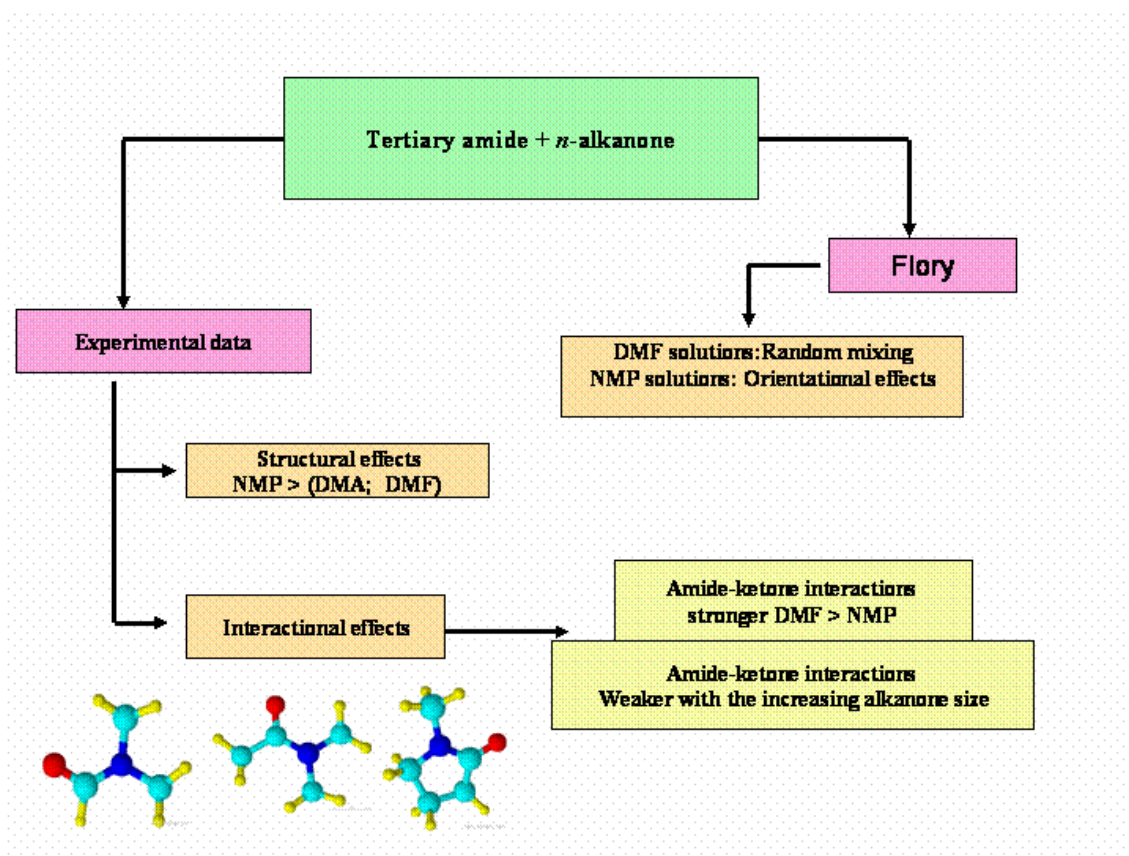 Tertiary amide + n-alkanone
Flory
Experimental data
DMF solutions:Random mixing
NMP solutions: Orientational effects
Structural effects
NMP > (DMA; DMF)
Interactional effects
Amide-ketone interactions
stronger DMF > NMP
Amide-ketone interactions
Weaker with the increasing alkanone size